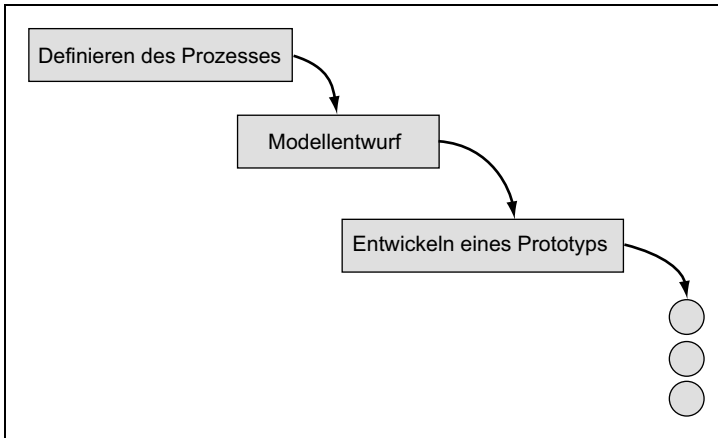 Definieren des Prozesses
Modellentwurf
Entwickeln eines Prototyps